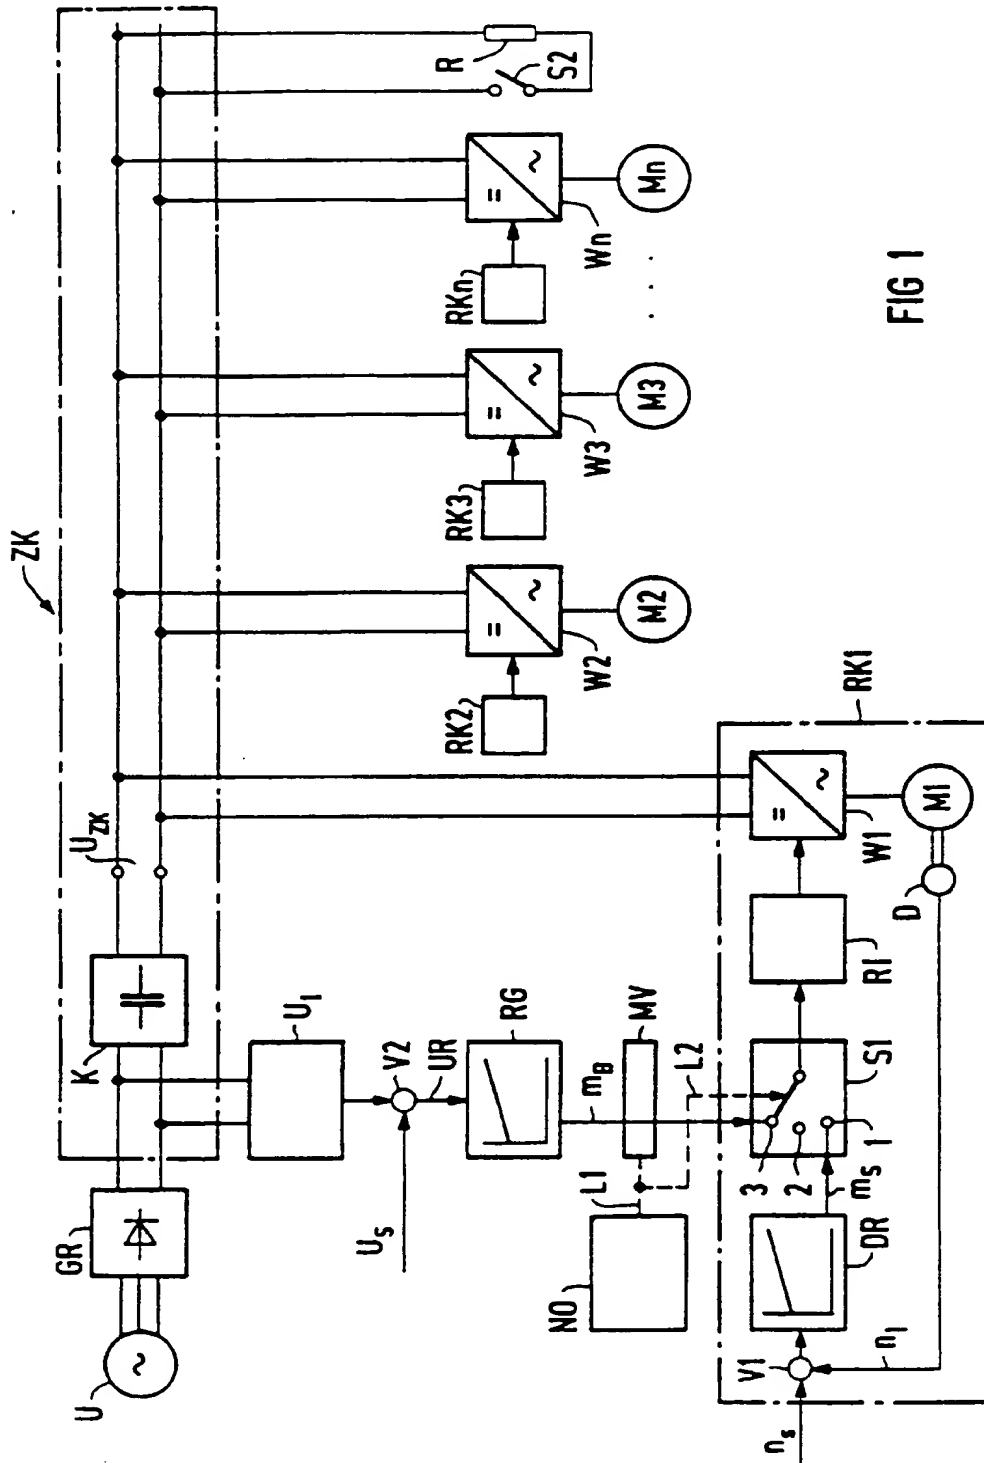 ZK
U_ZK
K
GR
U
U_I
V2
UR
U_S
RG
m_B
MV
L1
L2
NO
RK2
W2
M2
RK3
W3
M3
RKn
Wn
Mn
. . .
R
S2
RK1
n_s
V1
n_I
DR
m_s
3
2
1
S1
RI
W1
M1
D
=
~
=
~
=
~
=
~
~
FIG 1